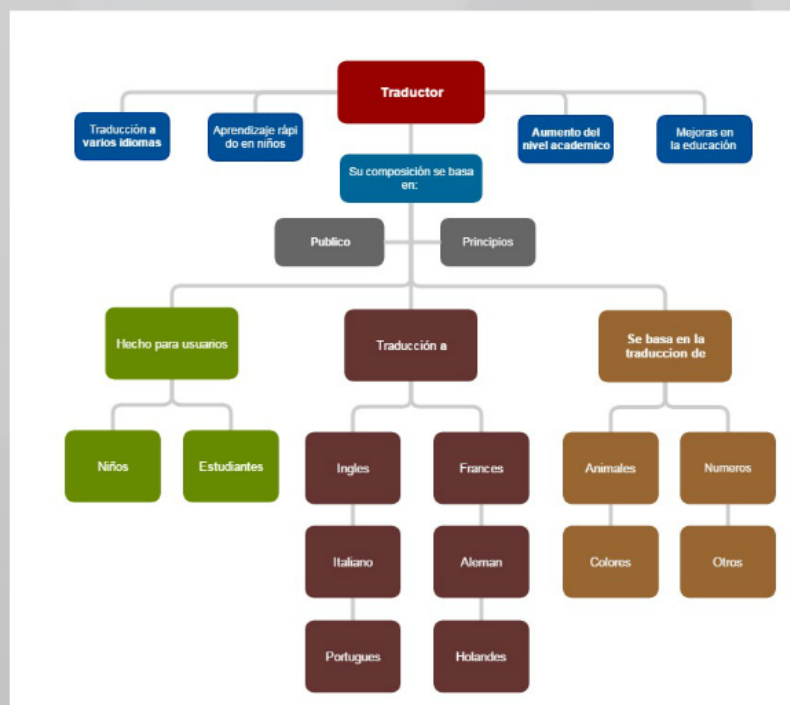 Traductor
Traducción a
varios idiomas
Aprendizaje rápi
do en niños
Aumento del
nivel academico
Mejoras en
la educación
Su composición se basa
en:
Publico
Principios
Hecho para usuarios
Traducción a
Se basa en la
traduccion de
Niños
Estudiantes
Ingles
Frances
Animales
Numeros
Italiano
Aleman
Colores
Otros
Portugues
Holandes